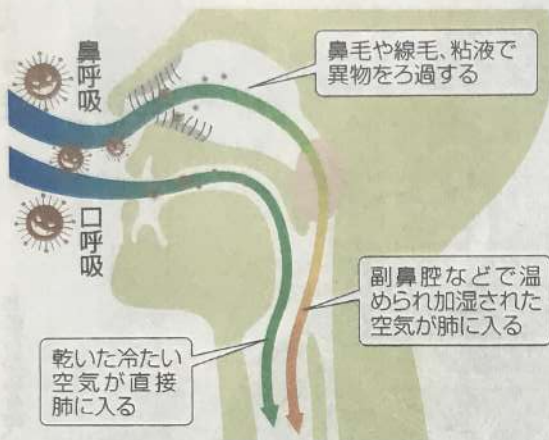 鼻呼吸
鼻毛や線毛、粘液で
異物をろ過する
口呼吸
副鼻腔などで温
められ加湿された
空気が肺に入る
乾いた冷たい
空気が直接
肺に入る